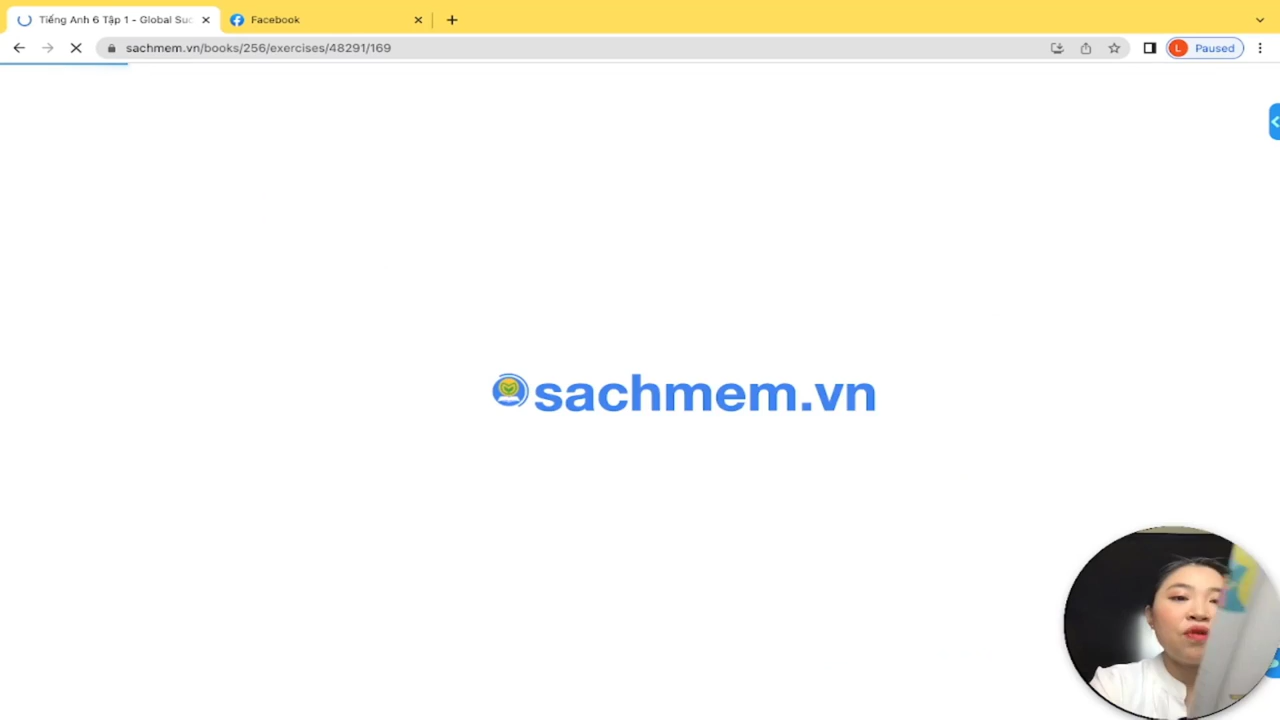 Tiếng Anh 6 Tập 1 - Global Suc
Facebook
sachmem.vn/books/256/exercises/48291/169
L Paused
sachmem.vn